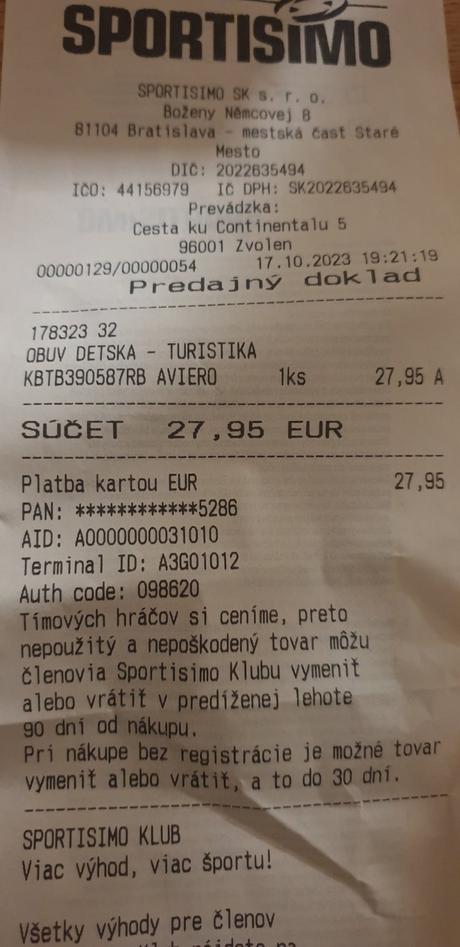 SPORTISIMO
SPORTISIMO SK s. r. o.
Boženy Němcovej 8
81104 Bratislava - mestská časť Staré
Mesto
DIČ: 2022635494
IČO: 44156979 IČ DPH: SK2022635494
Prevádzka:
Cesta ku Continentalu 5
96001 Zvolen
00000129/00000054 17.10.2023 19:21:19
Predajný doklad
178323 32
OBUV DETSKA - TURISTIKA
KBTB390587RB AVIERO 1ks 27,95 A
SÚČET 27,95 EUR
Platba kartou EUR 27,95
PAN: ************5286
AID: A0000000031010
Terminal ID: A3G01012
Auth code: 098620
Tímových hráčov si ceníme, preto
nepoužitý a nepoškodený tovar môžu
členovia Sportisimo Klubu vymeniť
alebo vrátiť v predĺženej lehote
90 dní od nákupu.
Pri nákupe bez registrácie je možné tovar
vymeniť alebo vrátiť, a to do 30 dní.
SPORTISIMO KLUB
Viac výhod, viac športu!
Všetky výhody pre členov